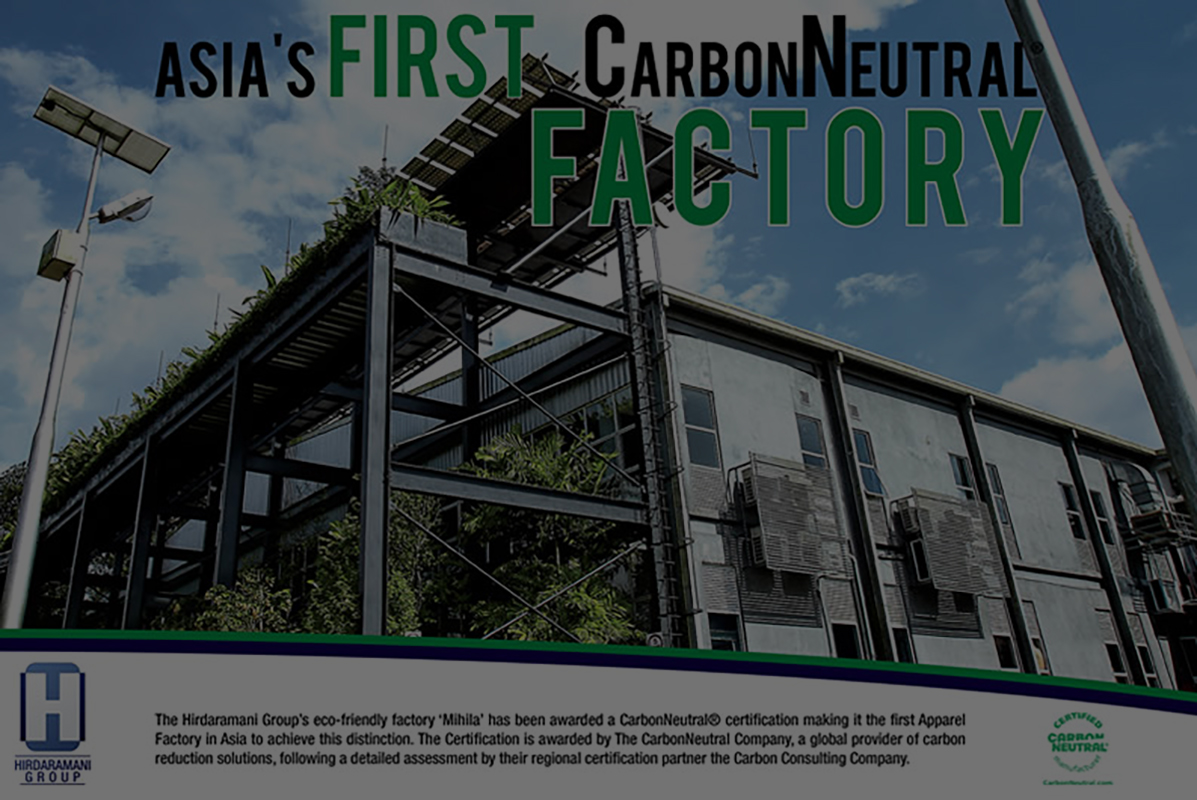 ASIA'S FIRST CARBONNEUTRAL®
FACTORY
The Hirdaramani Group's eco-friendly factory 'Mihila' has been awarded a CarbonNeutral® certification making it the first Apparel
Factory in Asia to achieve this distinction. The Certification is awarded by The CarbonNeutral Company, a global provider of carbon
reduction solutions, following a detailed assessment by their regional certification partner the Carbon Consulting Company.
H
HIRDARAMANI
GROUP
CERTIFIED
CARBON
NEUTRAL®
manufacturer
CarbonNeutral.com